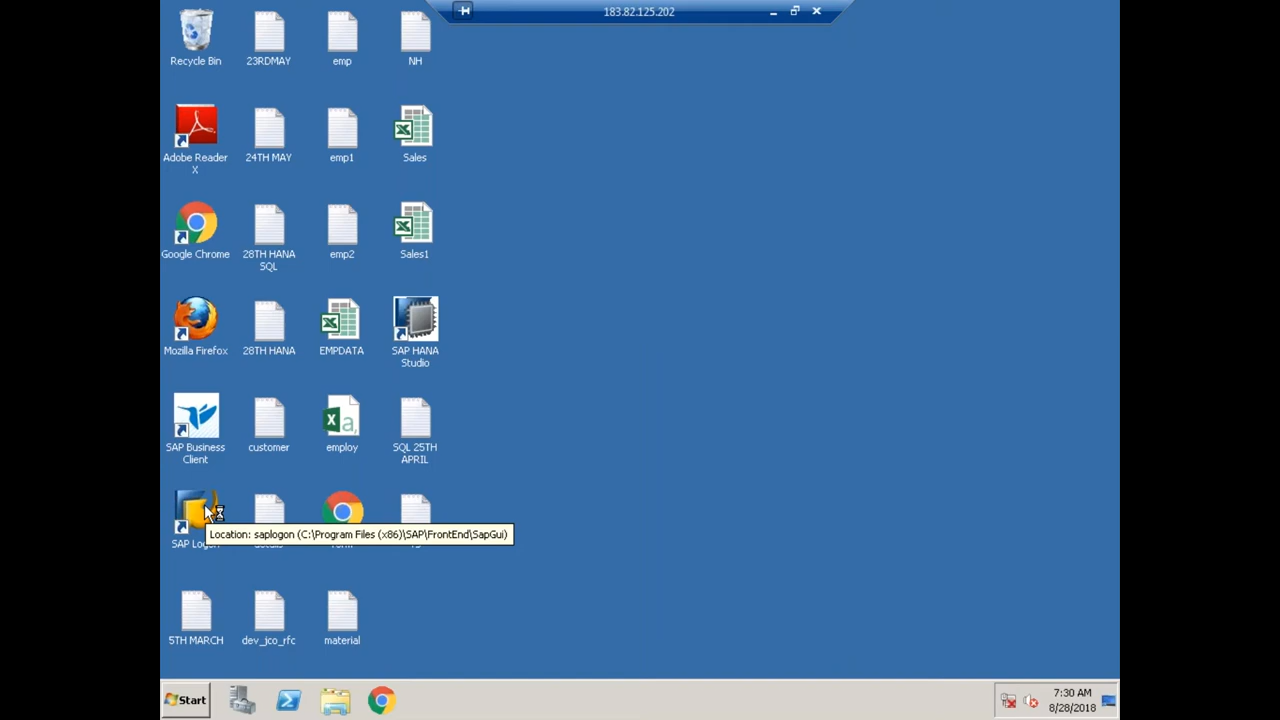 183.82.125.202
Recycle Bin
23RDMAY
emp
NH
Adobe Reader
X
24TH MAY
emp1
Sales
Google Chrome
28TH HANA
SQL
emp2
Sales1
Mozilla Firefox
28TH HANA
EMPDATA
SAP HANA
Studio
SAP Business
Client
customer
employ
SQL 25TH
APRIL
Location: saplogon (C:\Program Files (x86)\SAP\FrontEnd\SapGui)
SAP Logon
5TH MARCH
dev_jco_rfc
material
Start
7:30 AM
8/28/2018